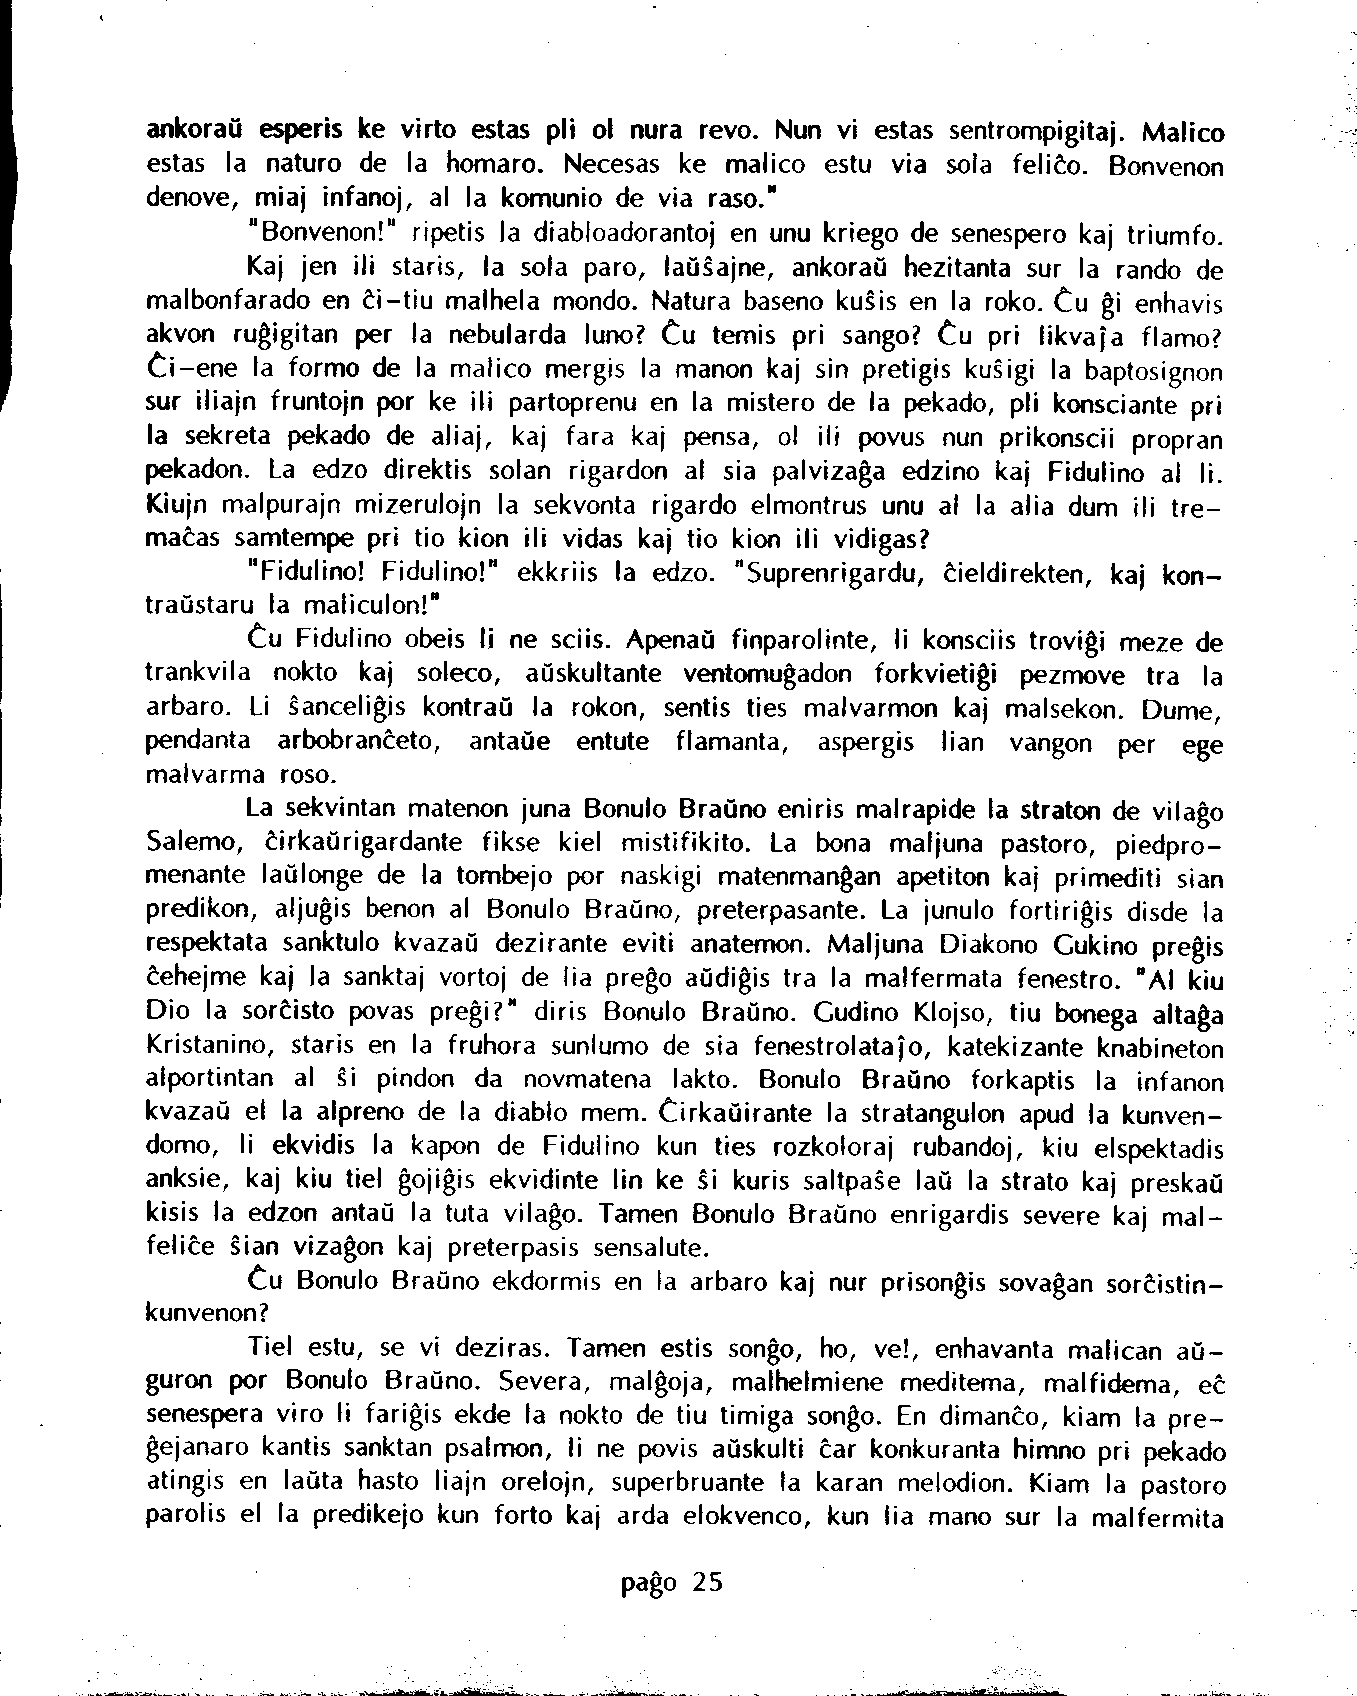 ankoraŭ esperis ke virto estas pli ol nura revo. Nun vi estas sentrompigitaj. Malico
estas la naturo de la homaro. Necesas ke malico estu via sola feliĉo. Bonvenon
denove, miaj infanoj, al la komunio de via raso."
"Bonvenon!" ripetis la diabloadorantoj en unu kriego de senespero kaj triumfo.
Kaj jen ili staris, la sola paro, laŭŝajne, ankoraŭ hezitanta sur la rando de
malbonfarado en ĉi-tiu malhela mondo. Natura baseno kuŝis en la roko. Ĉu ĝi enhavis
akvon ruĝigitan per la nebularda luno? Ĉu temis pri sango? Ĉu pri likvaĵa flamo?
Ĉi-ene la formo de la malico mergis la manon kaj sin pretigis kuŝigi la baptosignon
sur iliajn fruntojn por ke ili partoprenu en la mistero de la pekado, pli konsciante pri
la sekreta pekado de aliaj, kaj fara kaj pensa, ol ili povus nun prikonscii propran
pekadon. La edzo direktis solan rigardon al sia palvizaĝa edzino kaj Fidulino al li.
Kiujn malpurajn mizerulojn la sekvonta rigardo elmontrus unu al la alia dum ili tre-
maĉas samtempe pri tio kion ili vidas kaj tio kion ili vidigas?
"Fidulino! Fidulino!" ekkriis la edzo. "Suprenrigardu, ĉieldirekten, kaj kon-
traŭstaru la maliculon!"
Ĉu Fidulino obeis li ne sciis. Apenaŭ finparolinte, li konsciis troviĝi meze de
trankvila nokto kaj soleco, aŭskultante ventomuĝadon forkvietiĝi pezmove tra la
arbaro. Li ŝanceliĝis kontraŭ la rokon, sentis ties malvarmon kaj malsekon. Dume,
pendanta arbobranĉeto, antaŭe entute flamanta, aspergis lian vangon per ege
malvarma roso.
La sekvintan matenon juna Bonulo Braŭno eniris malrapide la straton de vilaĝo
Salemo, ĉirkaŭrigardante fikse kiel mistifikito. La bona maljuna pastoro, piedpro-
menante laŭlonge de la tombejo por naskigi matenmanĝan apetiton kaj primediti sian
predikon, aljuĝis benon al Bonulo Braŭno, preterpasante. La junulo fortiriĝis disde la
respektata sanktulo kvazaŭ dezirante eviti anatemon. Maljuna Diakono Gukino preĝis
ĉehejme kaj la sanktaj vortoj de lia preĝo aŭdiĝis tra la malfermata fenestro. "Al kiu
Dio la sorĉisto povas preĝi?" diris Bonulo Braŭno. Gudino Klojso, tiu bonega altaĝa
Kristanino, staris en la fruhora sunlumo de sia fenestrolataĵo, katekizante knabineton
alportintan al ŝi pindon da novmatena lakto. Bonulo Braŭno forkaptis la infanon
kvazaŭ el la alpreno de la diablo mem. Ĉirkaŭirante la stratangulon apud la kunven-
domo, li ekvidis la kapon de Fidulino kun ties rozkoloraj rubandoj, kiu elspektadis
anksie, kaj kiu tiel ĝojiĝis ekvidinte lin ke ŝi kuris saltpaŝe laŭ la strato kaj preskaŭ
kisis la edzon antaŭ la tuta vilaĝo. Tamen Bonulo Braŭno enrigardis severe kaj mal-
feliĉe ŝian vizaĝon kaj preterpasis sensalute.
Ĉu Bonulo Braŭno ekdormis en la arbaro kaj nur prisonĝis sovaĝan sorĉistin-
kunvenon?
Tiel estu, se vi deziras. Tamen estis sonĝo, ho, ve!, enhavanta malican aŭ-
guron por Bonulo Braŭno. Severa, malĝoja, malhelmiene meditema, malfidema, eĉ
senespera viro li fariĝis ekde la nokto de tiu timiga sonĝo. En dimanĉo, kiam la pre-
ĝejanaro kantis sanktan psalmon, li ne povis aŭskulti ĉar konkuranta himno pri pekado
atingis en laŭta hasto liajn orelojn, superbruante la karan melodion. Kiam la pastoro
parolis el la predikejo kun forto kaj arda elokvenco, kun lia mano sur la malfermita
paĝo 25